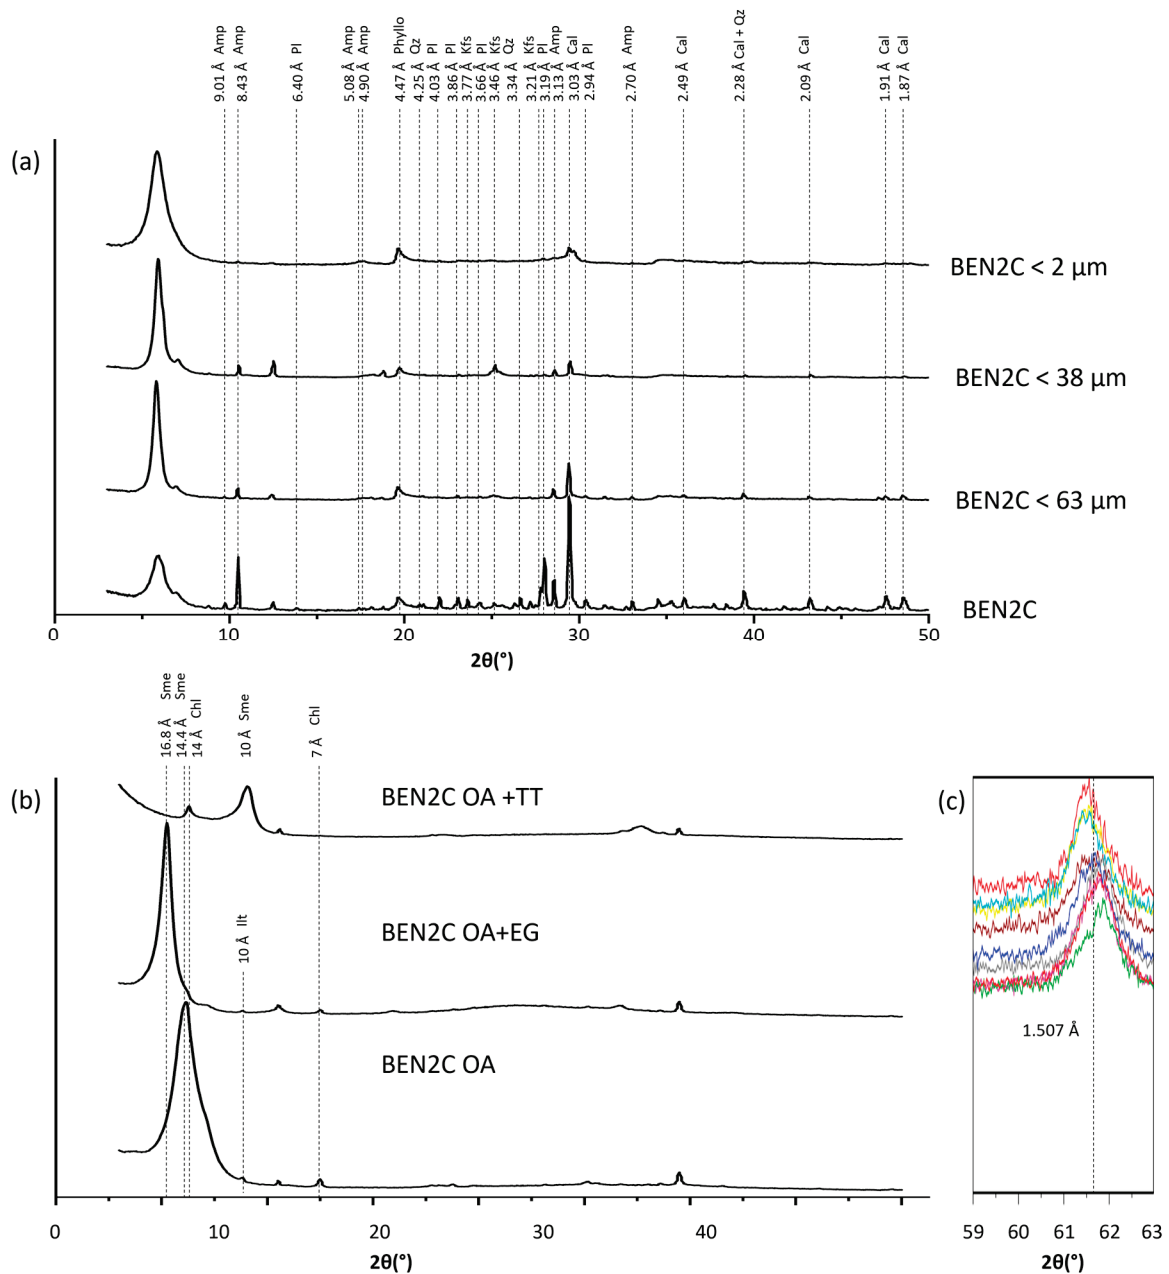 9.01 Å Amp
8.43 Å Amp
6.40 Å Pl
5.08 Å Amp
4.90 Å Amp
4.47 Å Phyllo
4.25 Å Qz
4.03 Å Pl
3.86 Å Pl
3.77 Å Kfs
3.66 Å Pl
3.46 Å Kfs
3.34 Å Qz
3.21 Å Kfs
3.19 Å Pl
3.13 Å Amp
3.03 Å Cal
2.94 Å Pl
2.70 Å Amp
2.49 Å Cal
2.28 Å Cal + Qz
2.09 Å Cal
1.91 Å Cal
1.87 Å Cal
(a)
BEN2C < 2 µm
BEN2C < 38 µm
BEN2C < 63 µm
BEN2C
0 10 20 30 40 50
2θ(°)
16.8 Å Sme
14.4 Å Sme
14 Å Chl
10 Å Sme
7 Å Chl
(b)
BEN2C OA +TT
10 Å Ilt
BEN2C OA+EG
BEN2C OA
0 10 20 30 40
2θ(°)
(c)
1.507 Å
59 60 61 62 63
2θ(°)